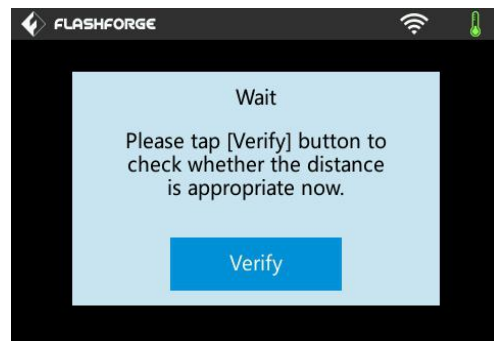 FLASHFORGE
Wait
Please tap [Verify] button to
check whether the distance
is appropriate now.
Verify